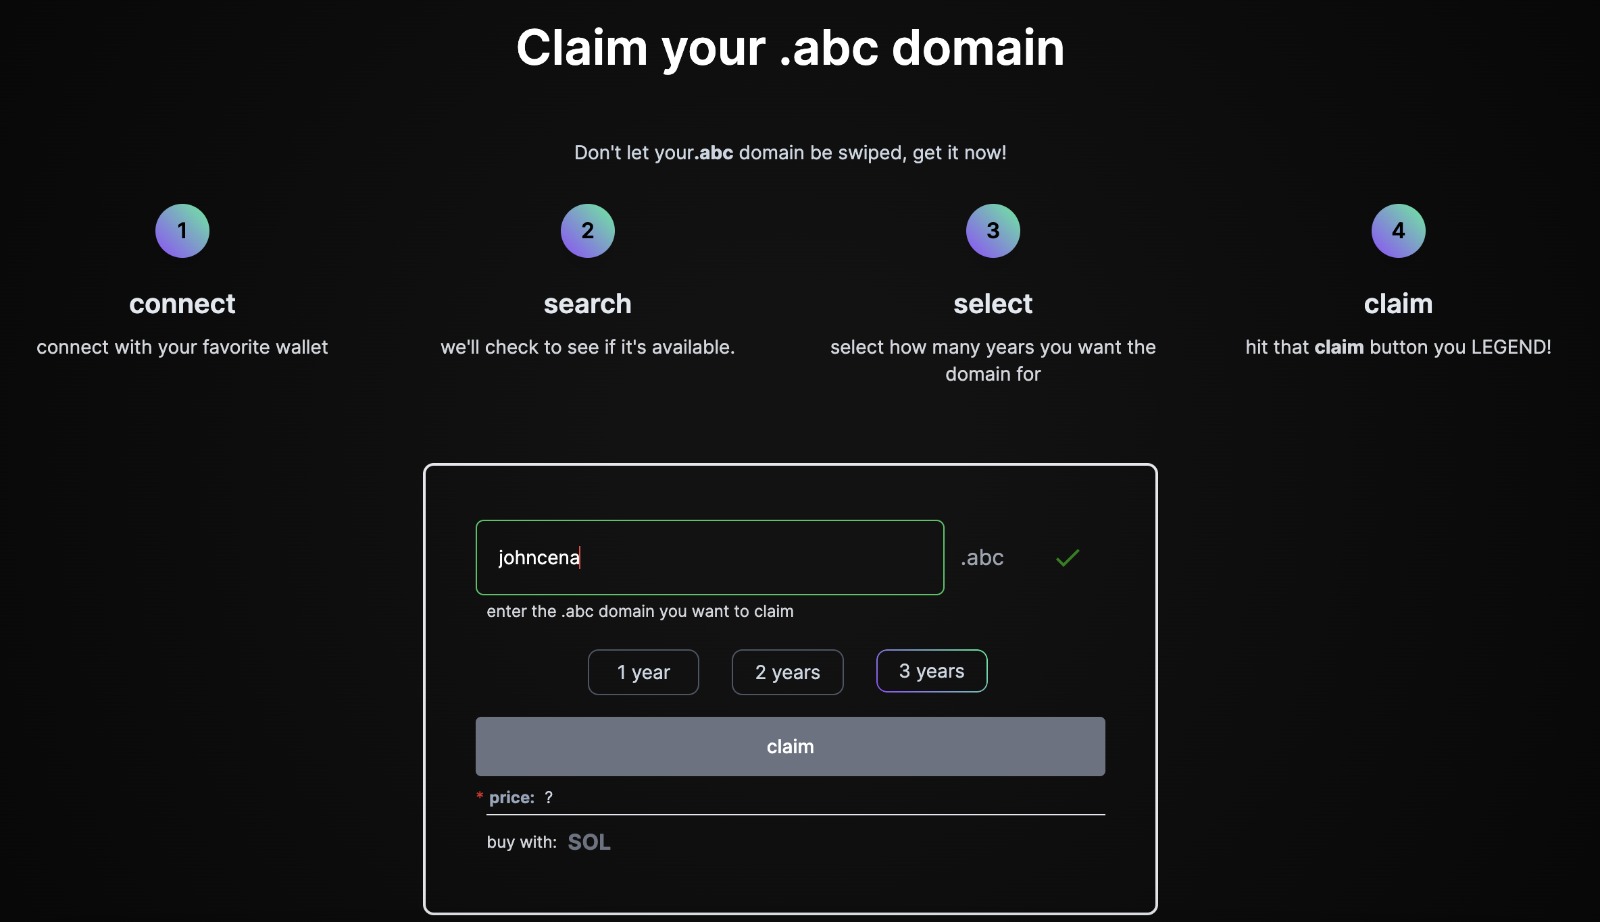 Claim your .abc domain
Don't let your.abc domain be swiped, get it now!
1
connect
connect with your favorite wallet
2
search
we'll check to see if it's available.
3
select
select how many years you want the
domain for
4
claim
hit that claim button you LEGEND!
johncena .abc
enter the .abc domain you want to claim
1 year 2 years 3 years
claim
* price: ?
buy with: SOL